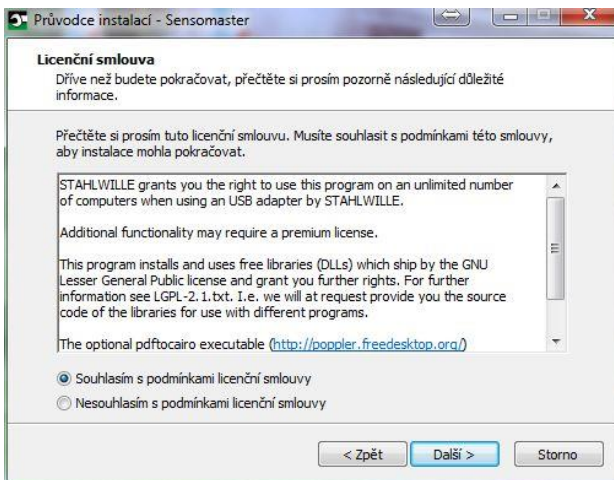 Průvodce instalací - Sensomaster
Licenční smlouva
Dříve než budete pokračovat, přečtěte si prosím pozorně následující důležité
informace.
Přečtěte si prosím tuto licenční smlouvu. Musíte souhlasit s podmínkami této smlouvy,
aby instalace mohla pokračovat.
STAHLWILLE grants you the right to use this program on an unlimited number
of computers when using an USB adapter by STAHLWILLE.
Additional functionality may require a premium license.
This program installs and uses free libraries (DLLs) which ship by the GNU
Lesser General Public license and grant you further rights. For further
information see LGPL-2.1.txt. I.e. we will at request provide you the source
code of the libraries for use with different programs.
The optional pdftocairo executable (http://poppler.freedesktop.org/)
Souhlasím s podmínkami licenční smlouvy
Nesouhlasím s podmínkami licenční smlouvy
< Zpět
Další >
Storno